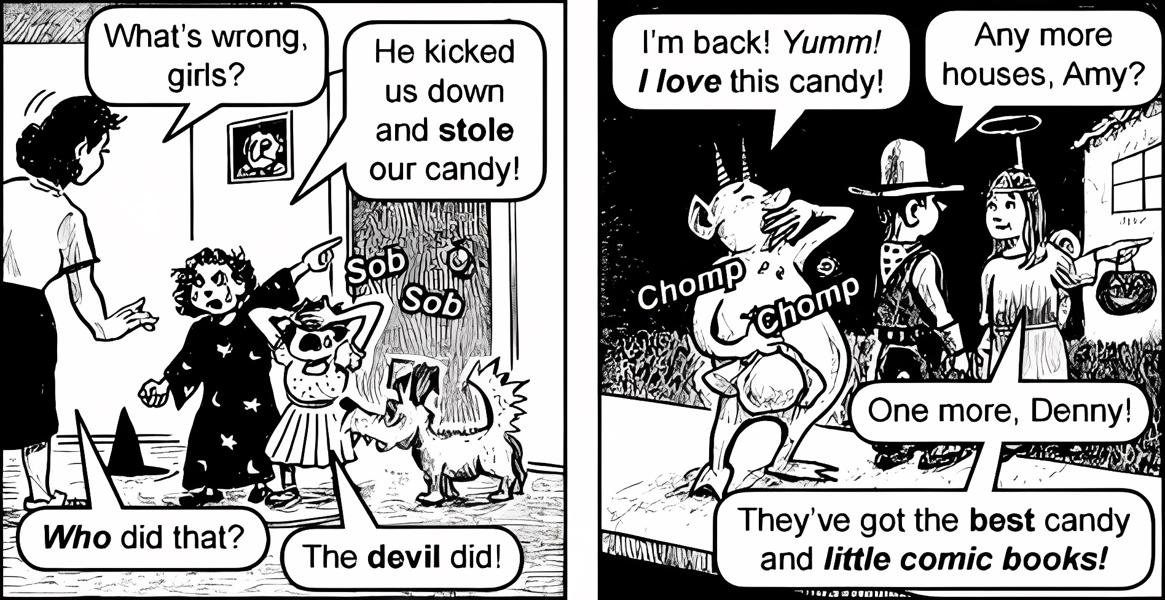 What's wrong,
girls?
He kicked
us down
and stole
our candy!
Sob
Sob
Who did that?
The devil did!
I'm back! Yumm!
I love this candy!
Any more
houses, Amy?
Chomp
Chomp
One more, Denny!
They've got the best candy
and little comic books!